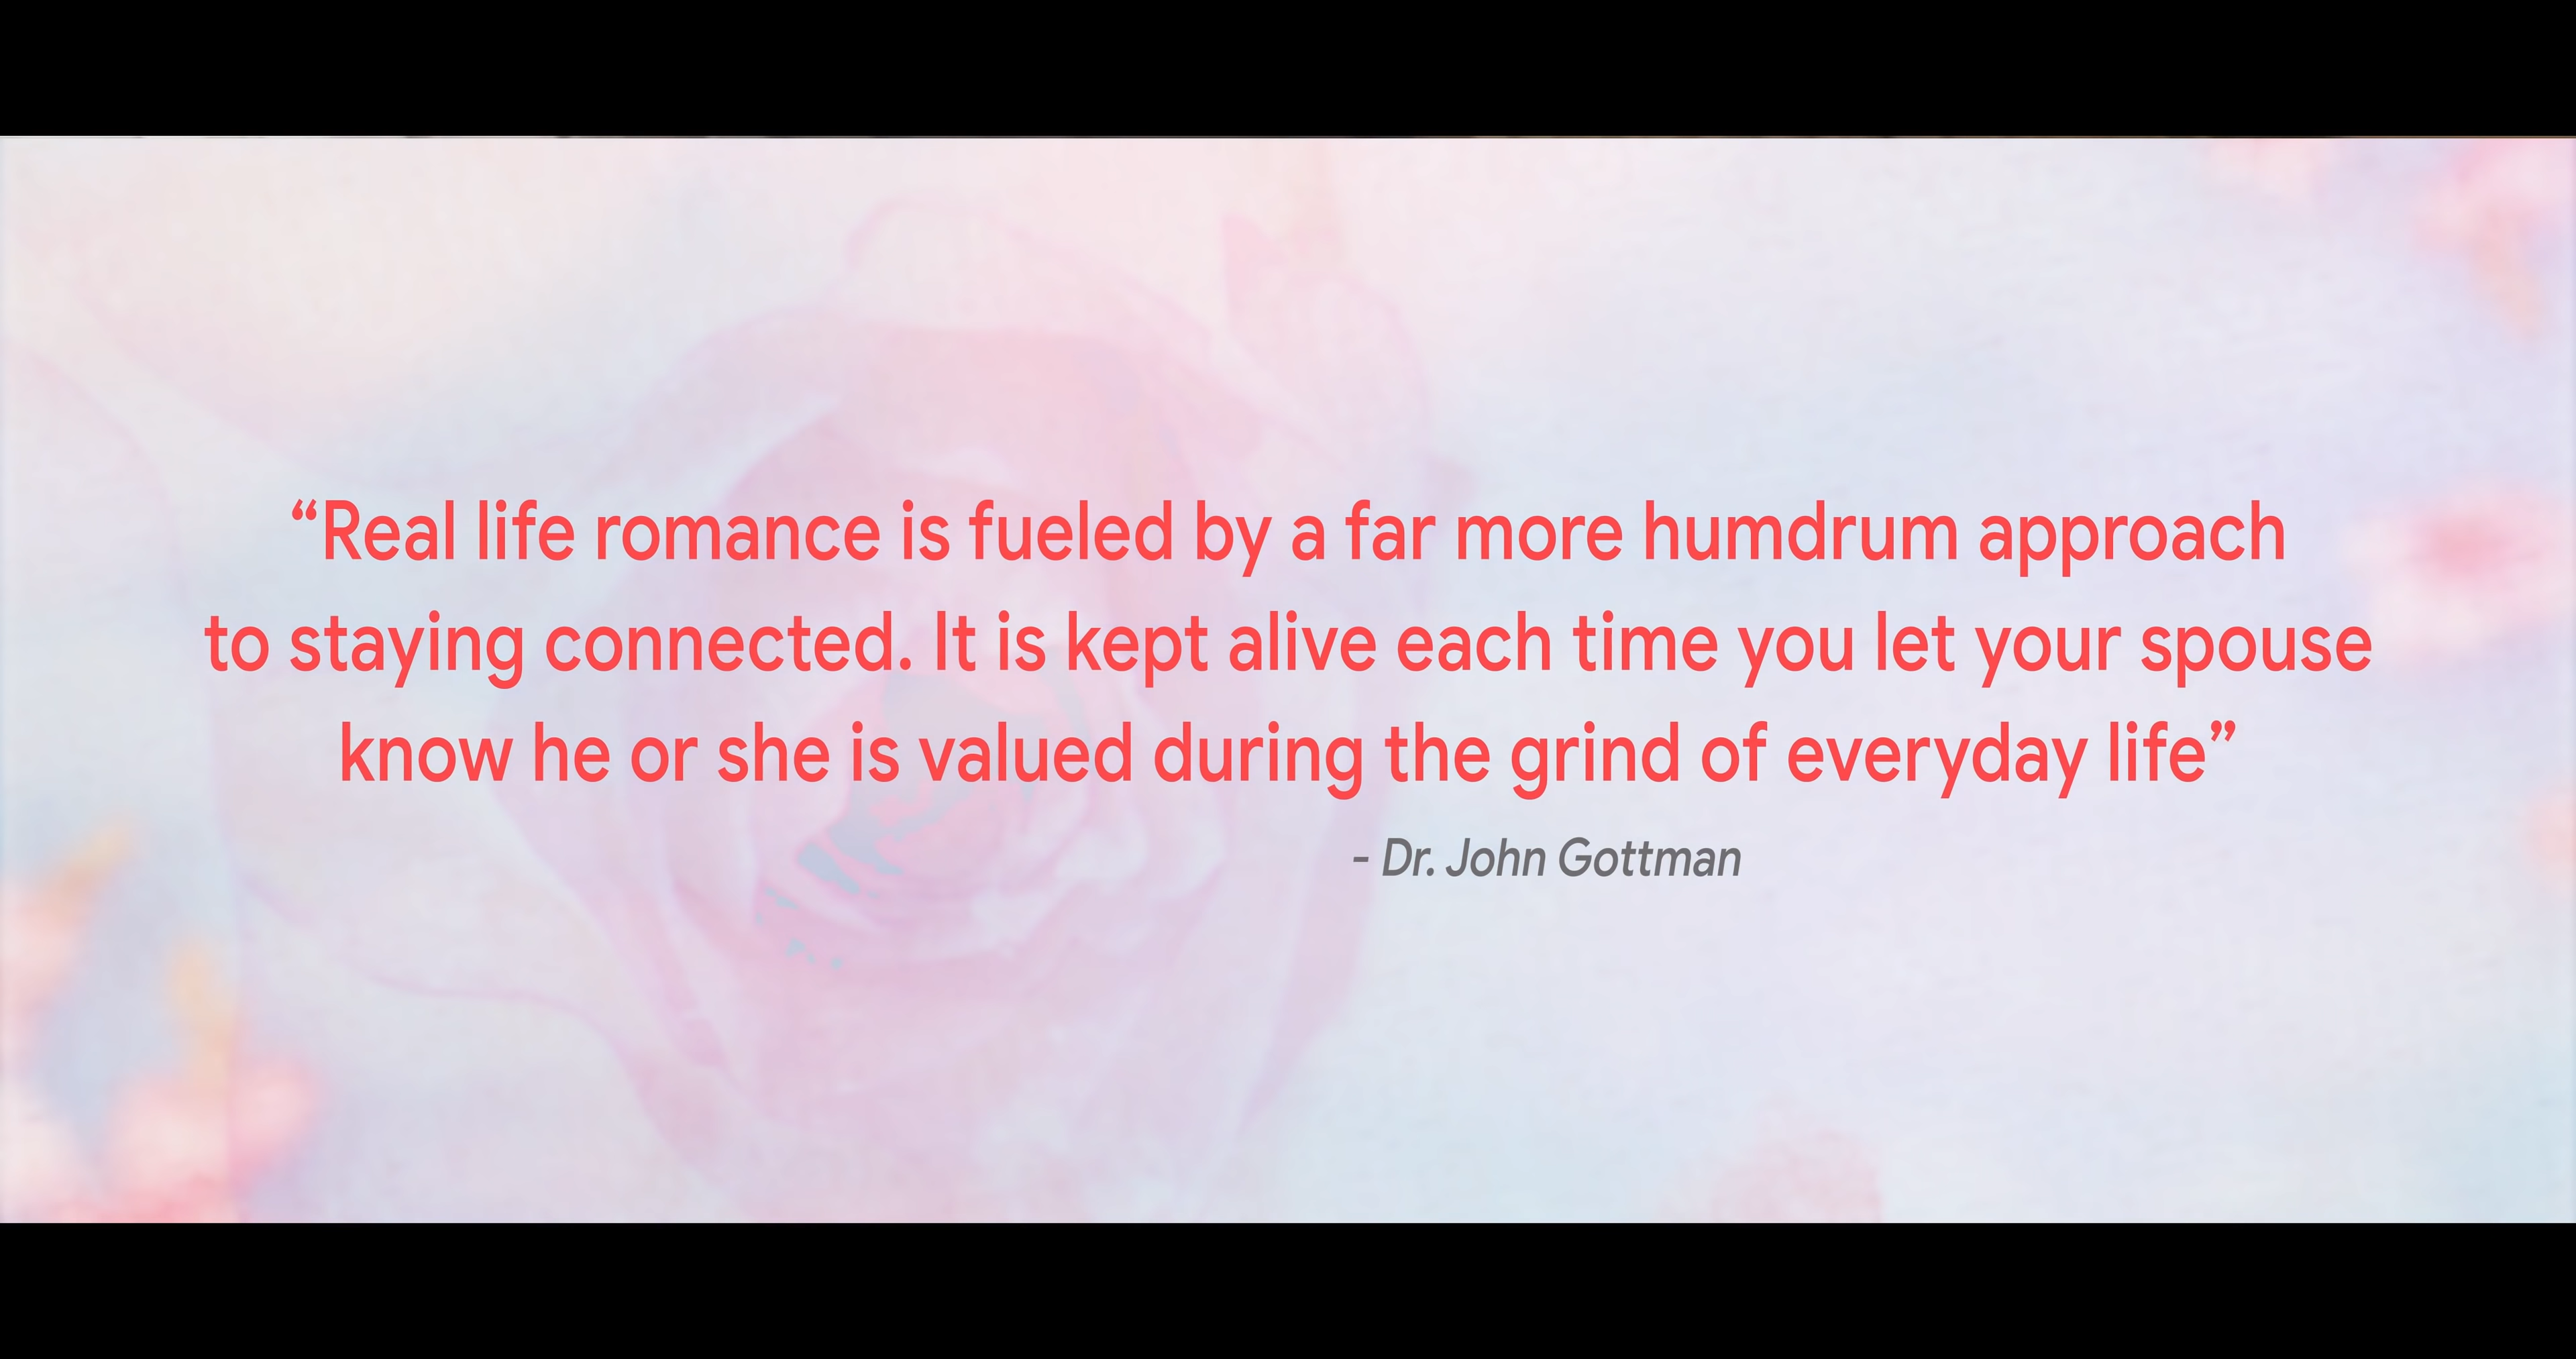 “Real life romance is fueled by a far more humdrum approach
to staying connected. It is kept alive each time you let your spouse
know he or she is valued during the grind of everyday life”
- Dr. John Gottman